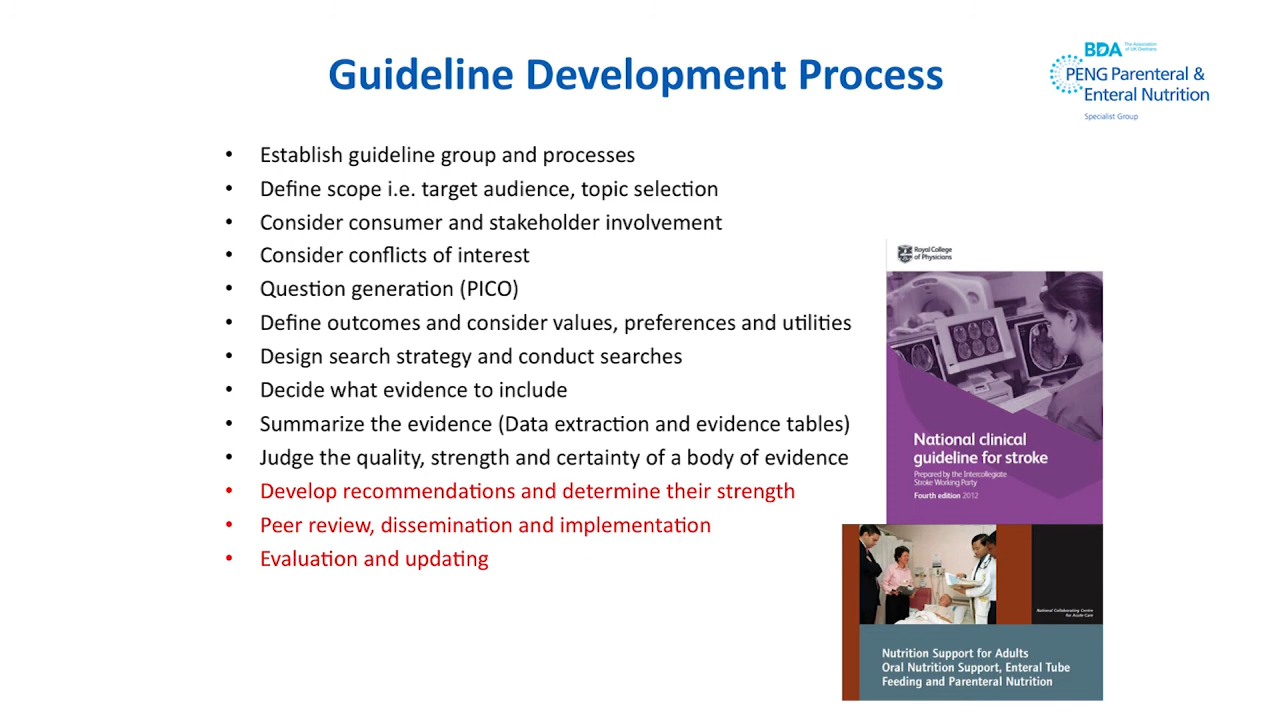 Guideline Development Process
BDA The Association of UK Dietitians
PENG Parenteral &
Enteral Nutrition
Specialist Group
• Establish guideline group and processes
• Define scope i.e. target audience, topic selection
• Consider consumer and stakeholder involvement
• Consider conflicts of interest
• Question generation (PICO)
• Define outcomes and consider values, preferences and utilities
• Design search strategy and conduct searches
• Decide what evidence to include
• Summarize the evidence (Data extraction and evidence tables)
• Judge the quality, strength and certainty of a body of evidence
• Develop recommendations and determine their strength
• Peer review, dissemination and implementation
• Evaluation and updating
Royal College
of Physicians
National clinical
guideline for stroke
Prepared by the Intercollegiate
Stroke Working Party
Fourth edition 2012
National Collaborating Centre
for Acute Care
Nutrition Support for Adults
Oral Nutrition Support, Enteral Tube
Feeding and Parenteral Nutrition